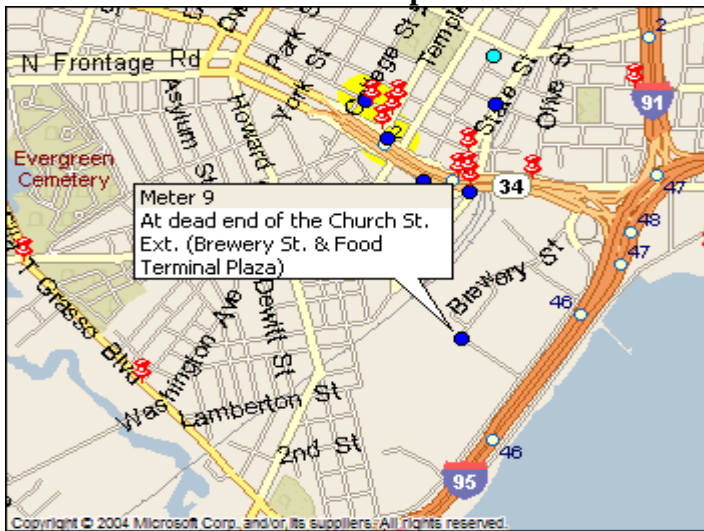 2
N Frontage Rd
Park St
York St
College St
Temple
State St
Olive St
91
Asylum St
Howard
2
Evergreen
Cemetery
34
47
Meter 9
At dead end of the Church St.
Ext. (Brewery St. & Food
Terminal Plaza)
48
47
Brewery St
46
Grasso Blvd
Washington Ave
Dewitt St
Lamberton St
2nd St
46
95
Copyright © 2004 Microsoft Corp. and/or its suppliers. All rights reserved.